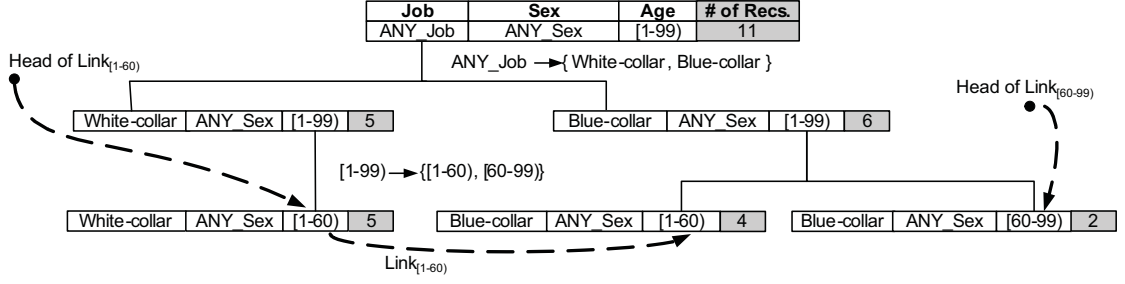 Job Sex Age # of Recs.
ANY_Job ANY_Sex [1-99) 11
Head of Link[1-60)
ANY_Job → { White-collar , Blue-collar }
Head of Link[60-99)
White-collar ANY_Sex [1-99) 5
Blue-collar ANY_Sex [1-99) 6
[1-99) → {[1-60), [60-99)}
White-collar ANY_Sex [1-60) 5
Blue-collar ANY_Sex [1-60) 4
Blue-collar ANY_Sex [60-99) 2
Link[1-60)